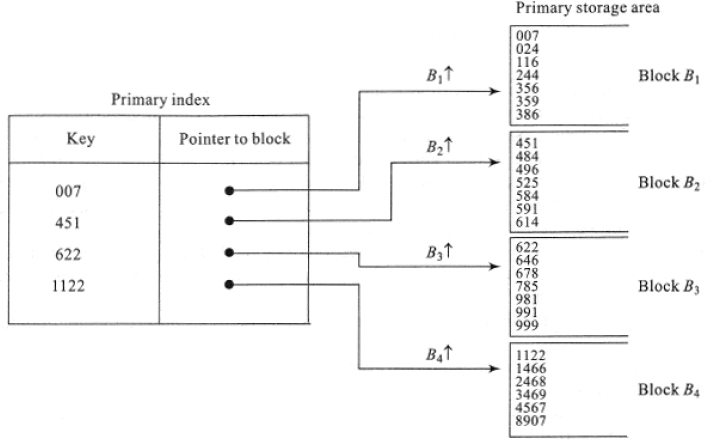 Primary storage area
Primary index
Key Pointer to block
007
451
622
1122
B1↑
B2↑
B3↑
B4↑
007
024
116
244
356
359
386
Block B1
451
484
496
525
584
591
614
Block B2
622
646
678
785
981
991
999
Block B3
1122
1466
2468
3469
4567
8907
Block B4